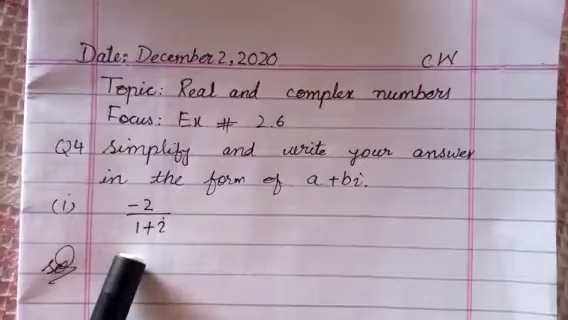 Date: December 2, 2020 CW
Topic: Real and complex numbers
Focus: Ex # 2.6
Q4 simplify and write your answer
in the form of a+bi.
(i) -2
1+i
sol